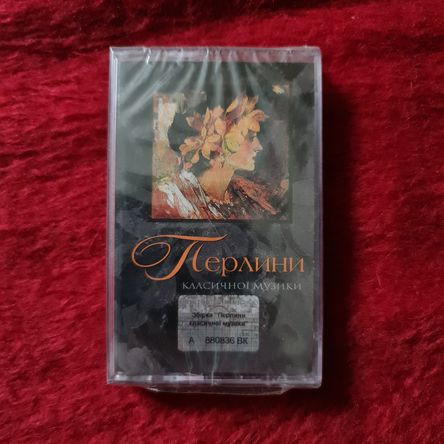 Перлини
КЛАСИЧНОЇ МУЗИКИ
Збірка "Перлини
класичної музики"
А 880836 ВК